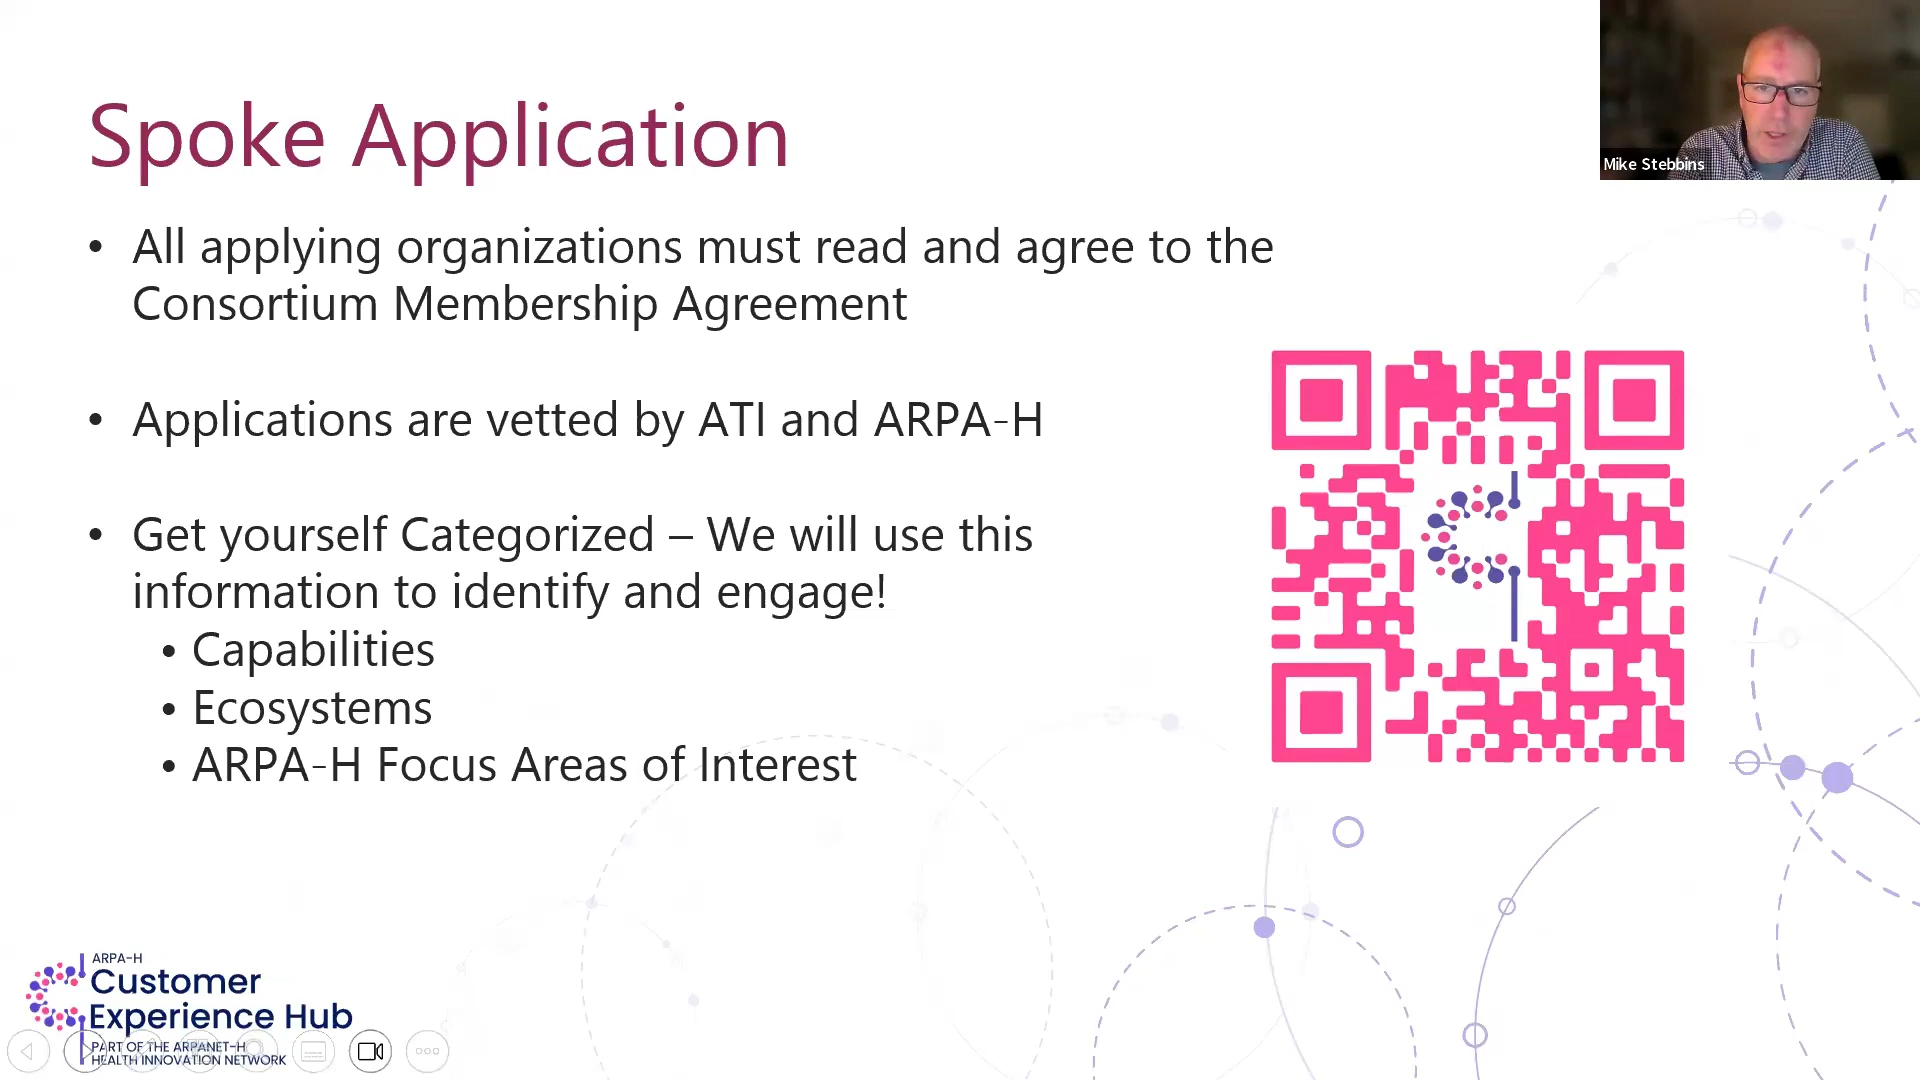 Spoke Application
Mike Stebbins
• All applying organizations must read and agree to the
Consortium Membership Agreement
• Applications are vetted by ATI and ARPA-H
• Get yourself Categorized – We will use this
information to identify and engage!
• Capabilities
• Ecosystems
• ARPA-H Focus Areas of Interest
ARPA-H
Customer
Experience Hub
PART OF THE ARPANET-H
HEALTH INNOVATION NETWORK